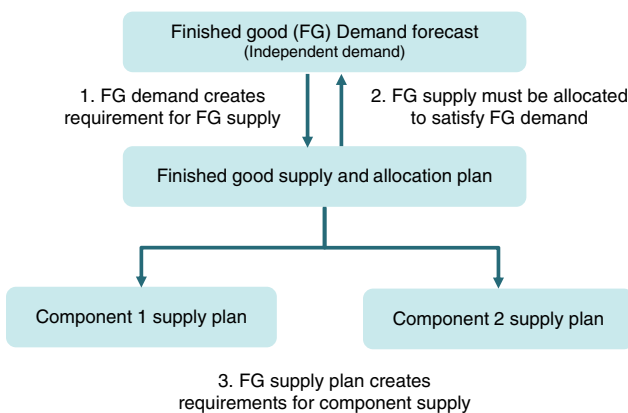 Finished good (FG) Demand forecast
(Independent demand)
1. FG demand creates
requirement for FG supply
2. FG supply must be allocated
to satisfy FG demand
Finished good supply and allocation plan
Component 1 supply plan
Component 2 supply plan
3. FG supply plan creates
requirements for component supply